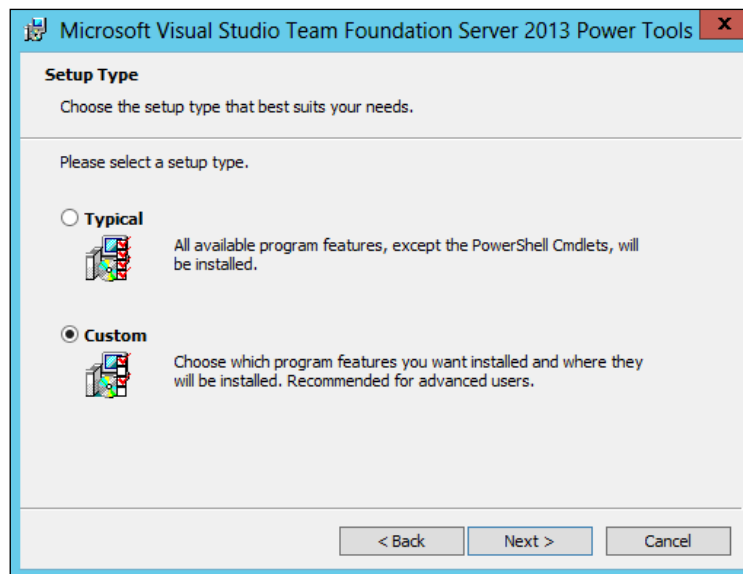 Microsoft Visual Studio Team Foundation Server 2013 Power Tools
x
Setup Type
Choose the setup type that best suits your needs.
Please select a setup type.
Typical
All available program features, except the PowerShell Cmdlets, will
be installed.
Custom
Choose which program features you want installed and where they
will be installed. Recommended for advanced users.
< Back
Next >
Cancel